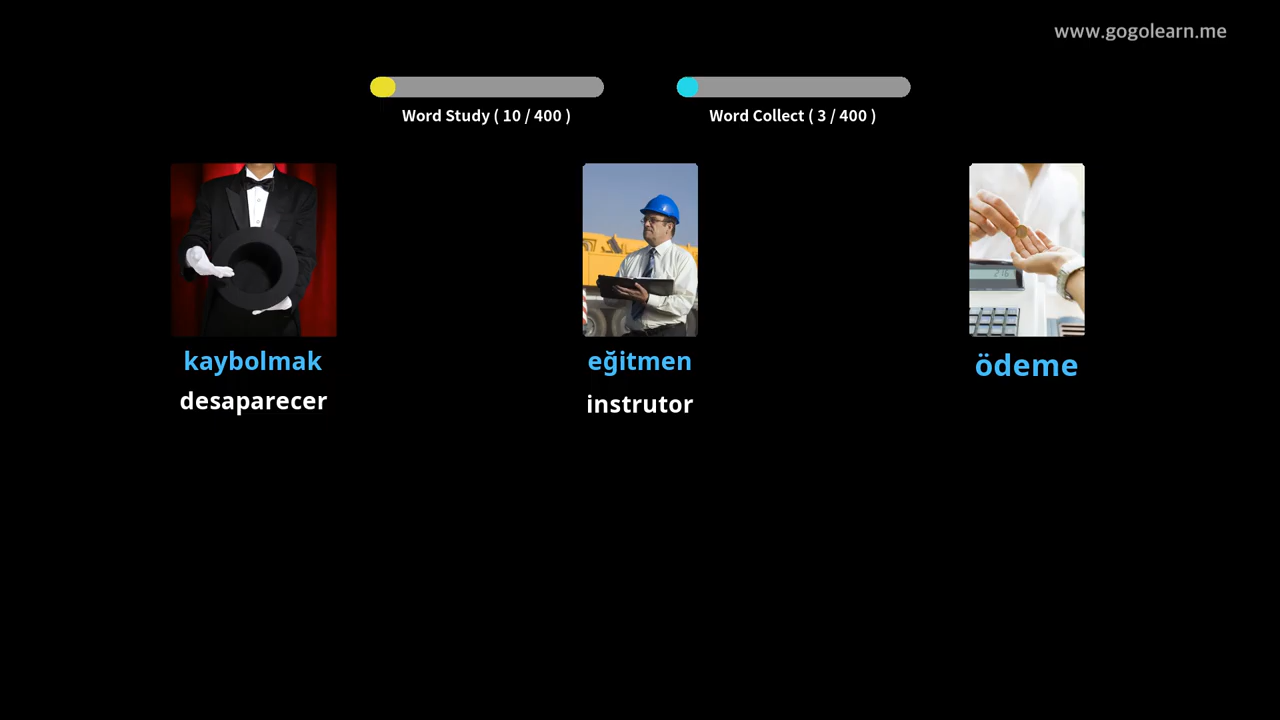 www.gogolearn.me
Word Study ( 10 / 400 )
Word Collect ( 3 / 400 )
kaybolmak
desaparecer
eğitmen
instrutor
ödeme